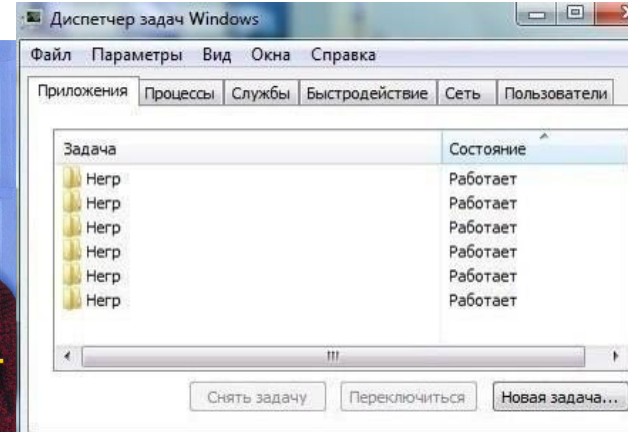 Диспетчер задач Windows
Файл Параметры Вид Окна Справка
Приложения Процессы Службы Быстродействие Сеть Пользователи
Задача Состояние
Негр Работает
Негр Работает
Негр Работает
Негр Работает
Негр Работает
Негр Работает
Снять задачу Переключиться Новая задача...